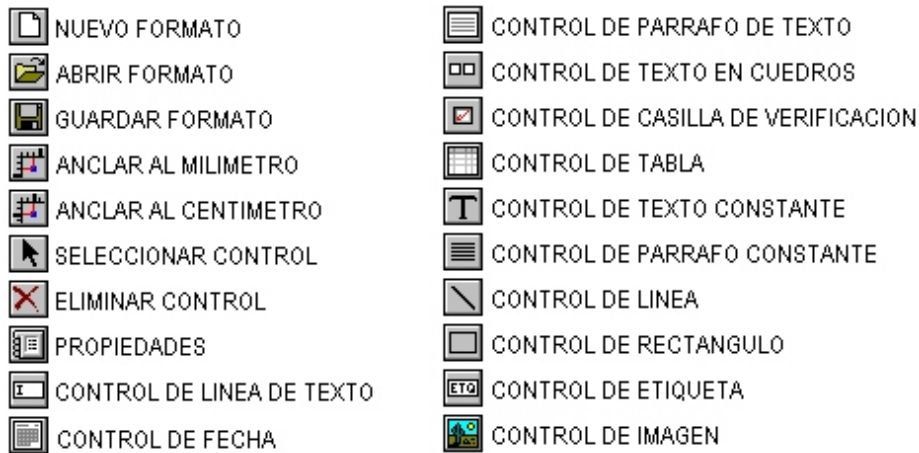 NUEVO FORMATO
ABRIR FORMATO
GUARDAR FORMATO
ANCLAR AL MILIMETRO
ANCLAR AL CENTIMETRO
SELECCIONAR CONTROL
ELIMINAR CONTROL
PROPIEDADES
CONTROL DE LINEA DE TEXTO
CONTROL DE FECHA
CONTROL DE PARRAFO DE TEXTO
CONTROL DE TEXTO EN CUEDROS
CONTROL DE CASILLA DE VERIFICACION
CONTROL DE TABLA
T CONTROL DE TEXTO CONSTANTE
CONTROL DE PARRAFO CONSTANTE
CONTROL DE LINEA
CONTROL DE RECTANGULO
ETQ CONTROL DE ETIQUETA
CONTROL DE IMAGEN